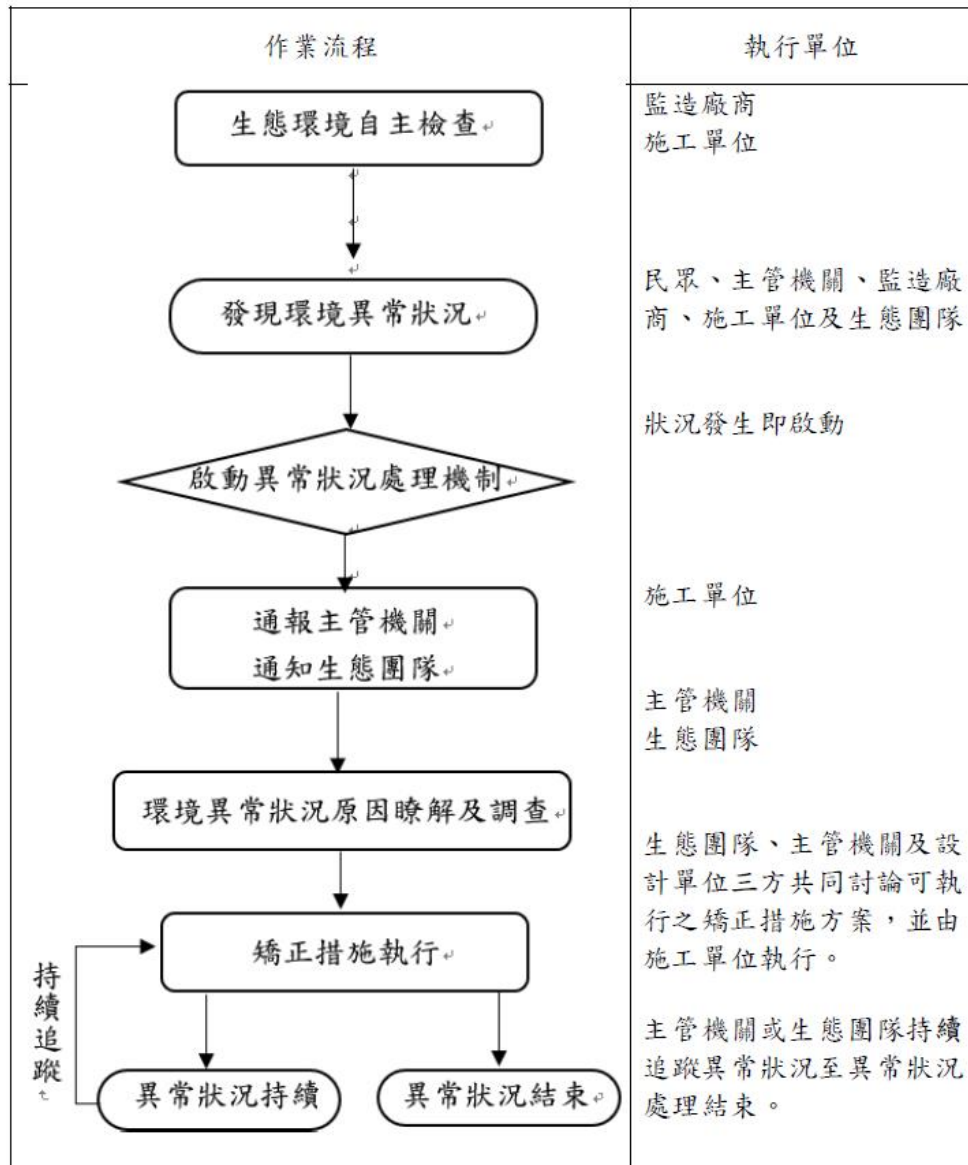 作業流程
執行單位
生態環境自主檢查
監造廠商
施工單位
發現環境異常狀況
民眾、主管機關、監造廠
商、施工單位及生態團隊
啟動異常狀況處理機制
狀況發生即啟動
通報主管機關
通知生態團隊
施工單位
環境異常狀況原因瞭解及調查
主管機關
生態團隊
矯正措施執行
生態團隊、主管機關及設
計單位三方共同討論可執
行之矯正措施方案，並由
施工單位執行。
持續追蹤
異常狀況持續
異常狀況結束
主管機關或生態團隊持續
追蹤異常狀況至異常狀況
處理結束。